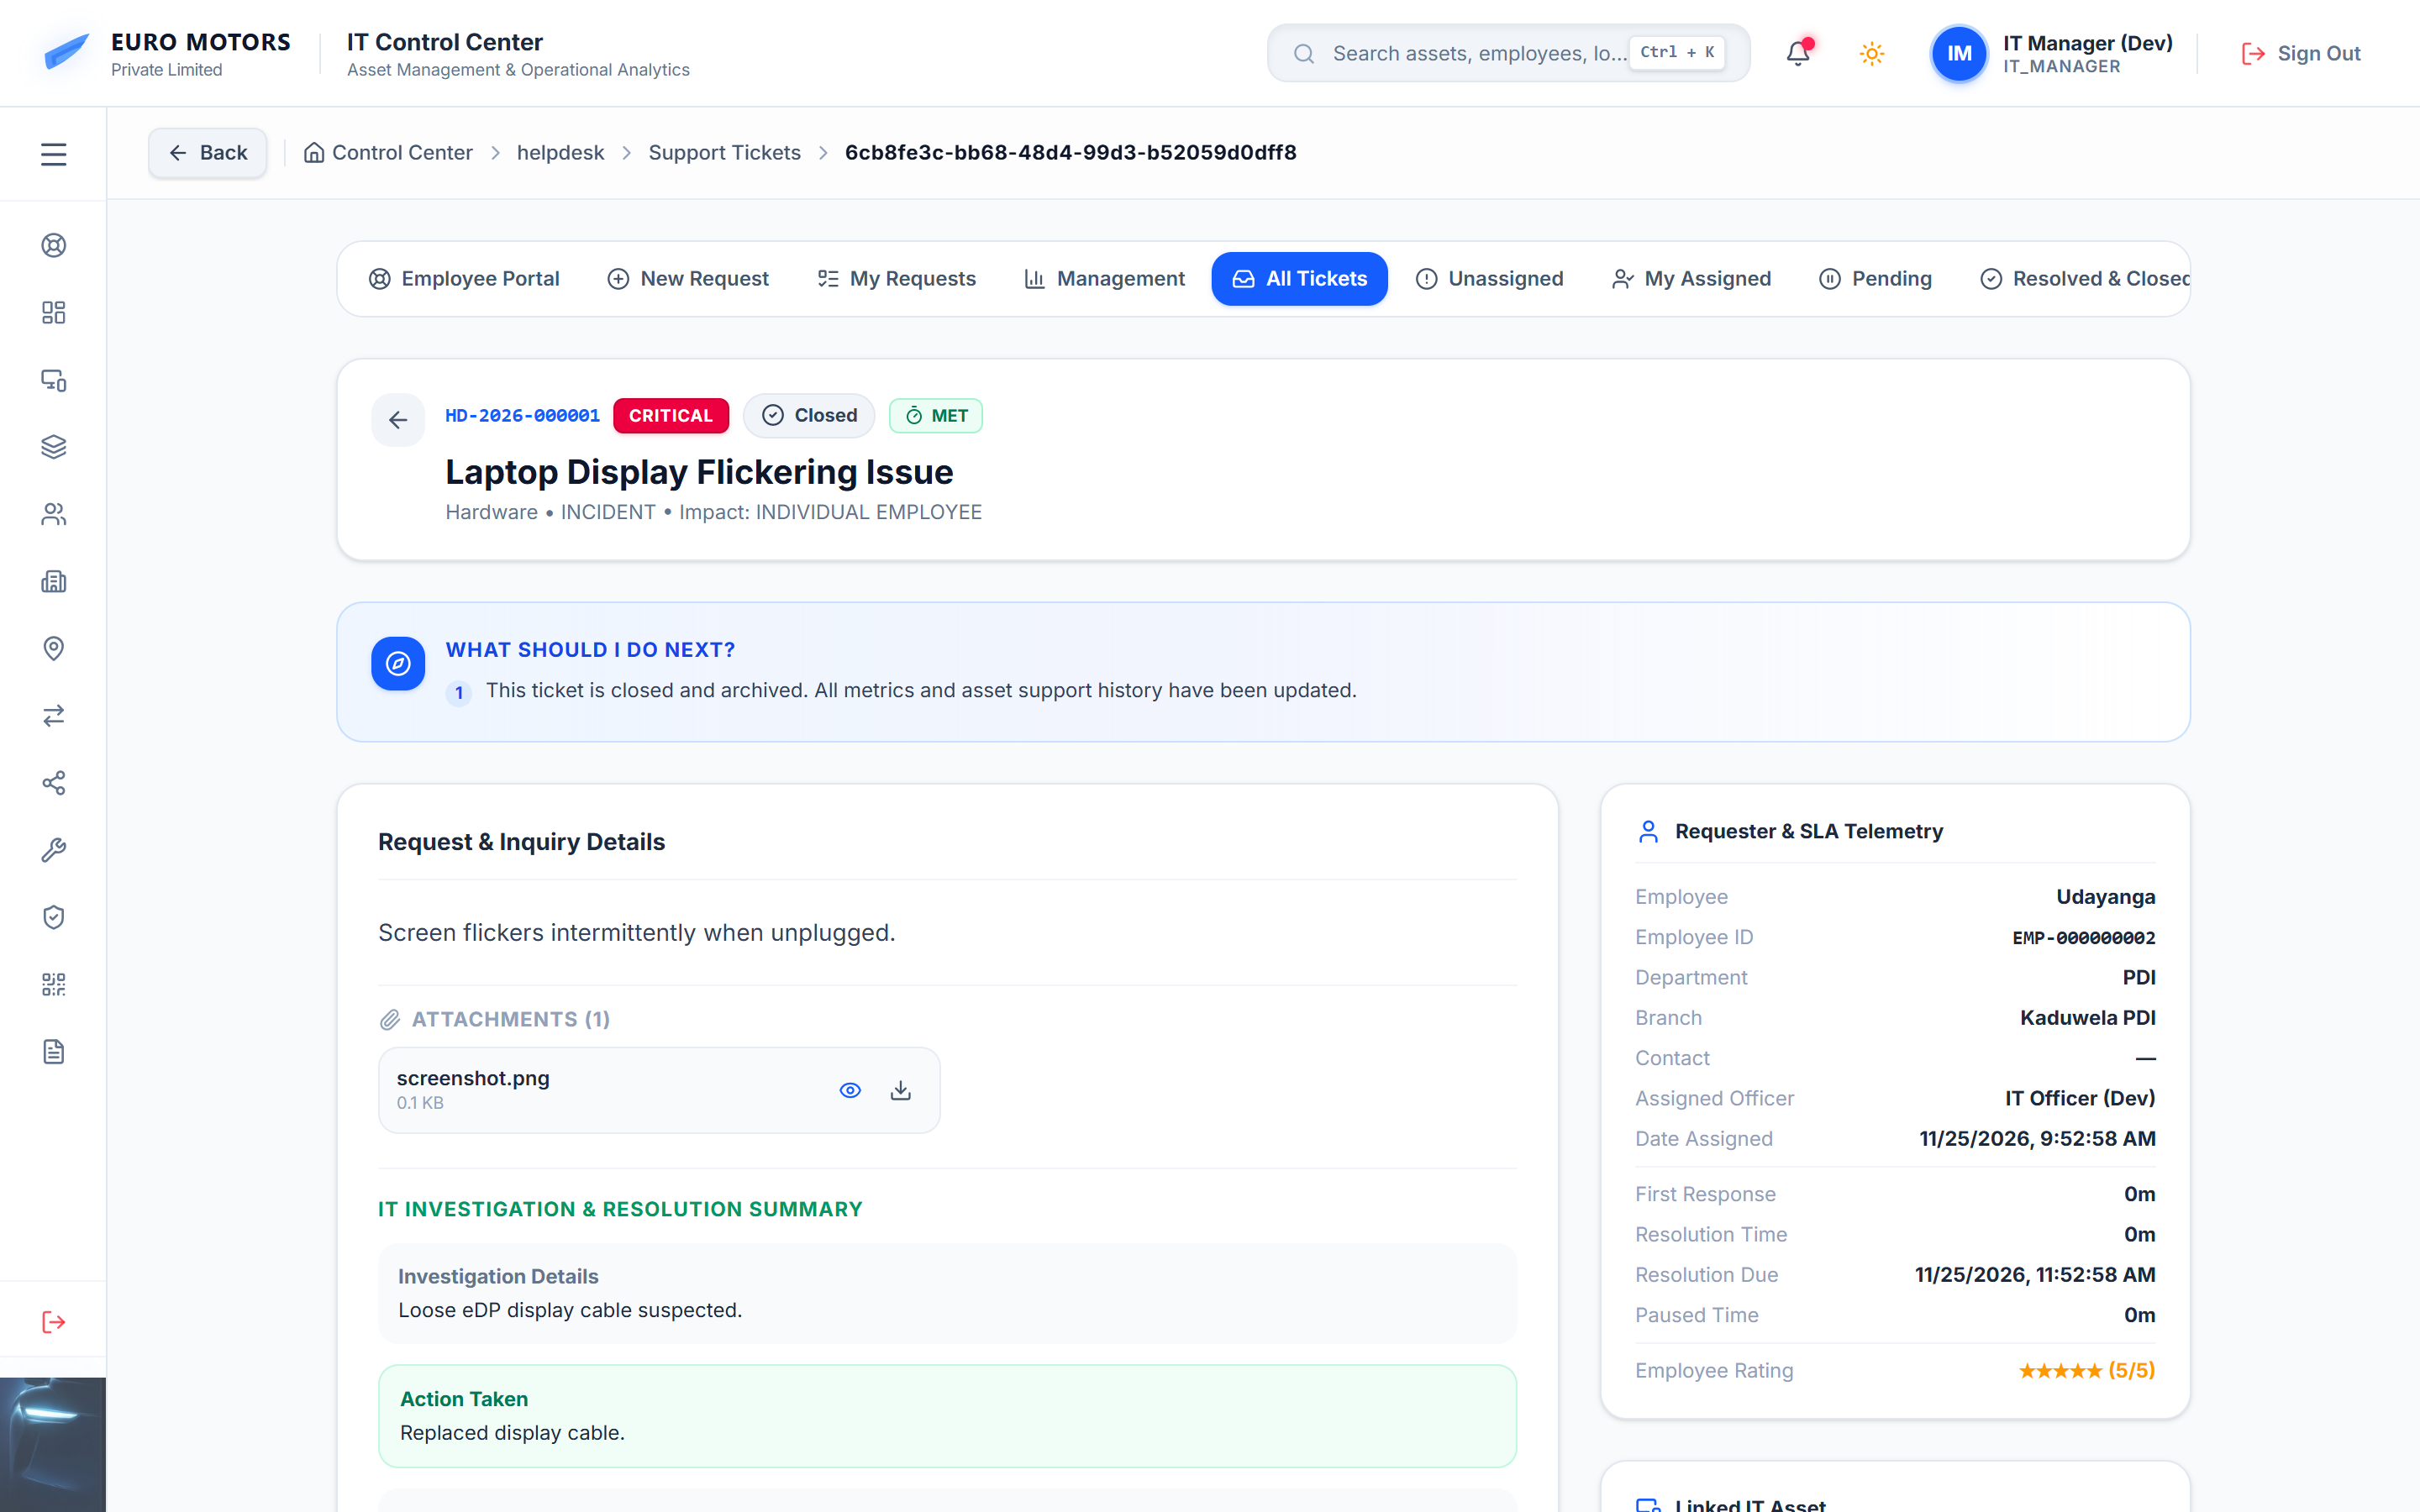 EURO MOTORS
Private Limited
IT Control Center
Asset Management & Operational Analytics
Search assets, employees, lo...
Ctrl + K
IM
IT Manager (Dev)
IT_MANAGER
Sign Out
Back
Control Center
helpdesk
Support Tickets
6cb8fe3c-bb68-48d4-99d3-b52059d0dff8
Employee Portal
New Request
My Requests
Management
All Tickets
Unassigned
My Assigned
Pending
Resolved & Closed
HD-2026-000001
CRITICAL
Closed
MET
Laptop Display Flickering Issue
Hardware • INCIDENT • Impact: INDIVIDUAL EMPLOYEE
WHAT SHOULD I DO NEXT?
1 This ticket is closed and archived. All metrics and asset support history have been updated.
Request & Inquiry Details
Screen flickers intermittently when unplugged.
ATTACHMENTS (1)
screenshot.png
0.1 KB
IT INVESTIGATION & RESOLUTION SUMMARY
Investigation Details
Loose eDP display cable suspected.
Action Taken
Replaced display cable.
Requester & SLA Telemetry
Employee Udayanga
Employee ID EMP-000000002
Department PDI
Branch Kaduwela PDI
Contact —
Assigned Officer IT Officer (Dev)
Date Assigned 11/25/2026, 9:52:58 AM
First Response 0m
Resolution Time 0m
Resolution Due 11/25/2026, 11:52:58 AM
Paused Time 0m
Employee Rating ★★★★★ (5/5)
Linked IT Asset